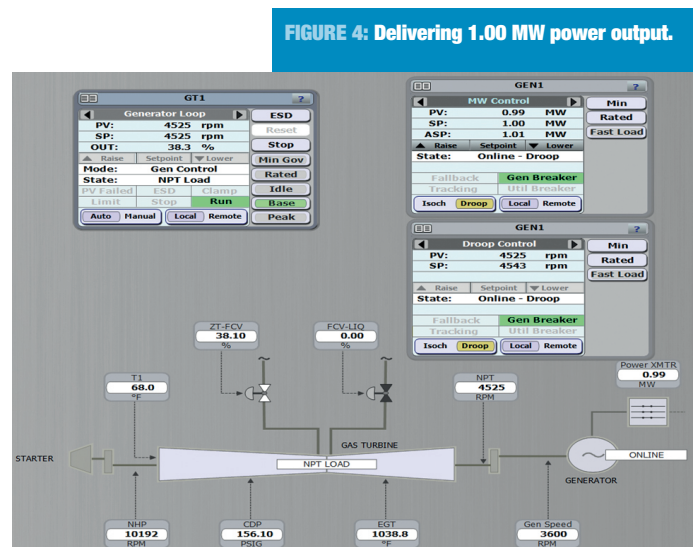 FIGURE 4: Delivering 1.00 MW power output.
GT1 ?
Generator Loop
PV: 4525 rpm
SP: 4525 rpm
OUT: 38.3 %
Raise Setpoint Lower
Mode: Gen Control
State: NPT Load
PV Failed ESD Clamp
Limit Stop Run
Auto Manual Local Remote
ESD
Reset
Stop
Min Gov
Rated
Idle
Base
Peak
GEN1 ?
MW Control
PV: 0.99 MW
SP: 1.00 MW
ASP: 1.01 MW
Raise Setpoint Lower
State: Online - Droop
Fallback Gen Breaker
Tracking Util Breaker
Isoch Droop Local Remote
Min
Rated
Fast Load
GEN1 ?
Droop Control
PV: 4525 rpm
SP: 4543 rpm
Raise Setpoint Lower
State: Online - Droop
Fallback Gen Breaker
Tracking Util Breaker
Isoch Droop Local Remote
Min
Rated
Fast Load
ZT-FCV
38.10
%
FCV-LIQ
0.00
%
T1
68.0
°F
NPT
4525
RPM
Power XMTR
0.99
MW
STARTER
GAS TURBINE
NPT LOAD
ONLINE
GENERATOR
NHP
10192
RPM
CDP
156.10
PSIG
EGT
1038.8
°F
Gen Speed
3600
RPM